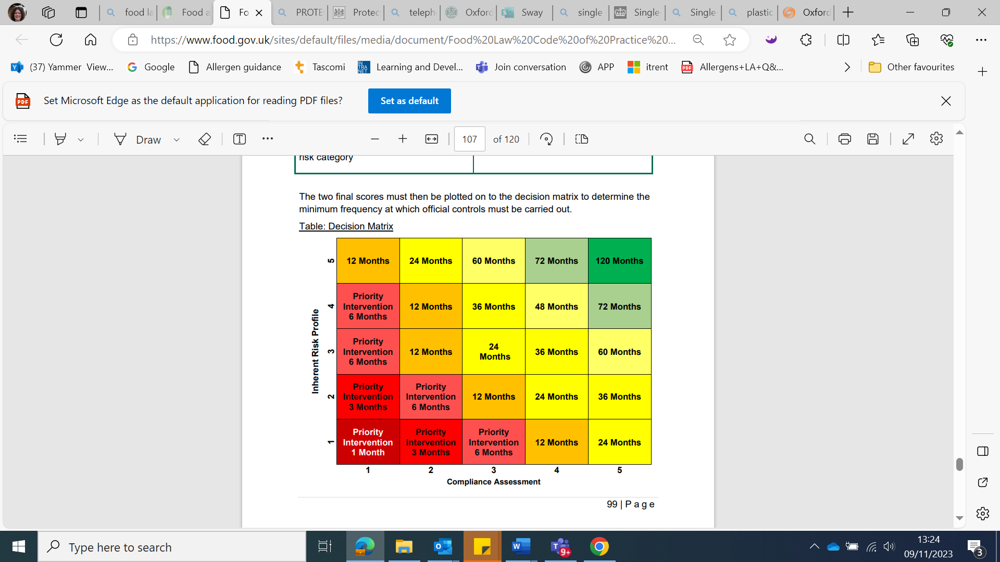 food la
Food a
Fo
PROTE
Protec
teleph
Oxford
Sway
single
Single-
Single-
plastic
Oxford
https://www.food.gov.uk/sites/default/files/media/document/Food%20Law%20Code%20of%20Practice%20...
(37) Yammer View...
Google
Allergen guidance
Tascomi
INTRANET
Learning and Devel...
Join conversation
APP
itrent
PDF
Allergens+LA+Q&...
Other favourites
PDF
Set Microsoft Edge as the default application for reading PDF files?
Set as default
Draw
107
of 120
risk category
The two final scores must then be plotted on to the decision matrix to determine the
minimum frequency at which official controls must be carried out.
Table: Decision Matrix
Inherent Risk Profile
5
12 Months
24 Months
60 Months
72 Months
120 Months
4
Priority
Intervention
6 Months
12 Months
36 Months
48 Months
72 Months
3
Priority
Intervention
6 Months
12 Months
24
Months
36 Months
60 Months
2
Priority
Intervention
3 Months
Priority
Intervention
6 Months
12 Months
24 Months
36 Months
1
Priority
Intervention
1 Month
Priority
Intervention
3 Months
Priority
Intervention
6 Months
12 Months
24 Months
1
2
3
4
5
Compliance Assessment
99 | P a g e
Type here to search
9+
13:24
09/11/2023
3